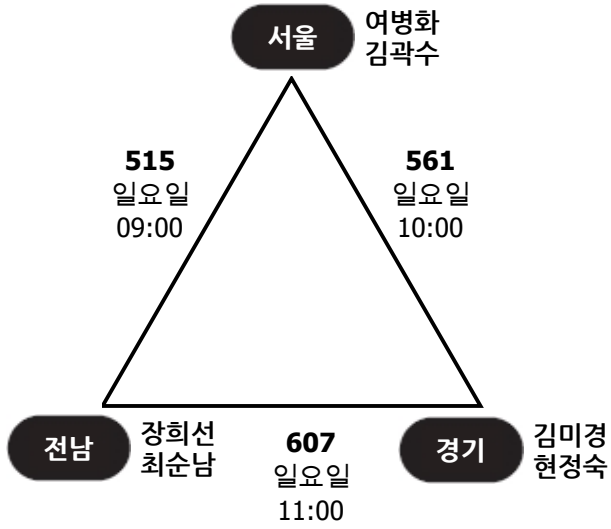 서울
여병화
김곽수
515
일요일
09:00
561
일요일
10:00
전남
장희선
최순남
607
일요일
11:00
경기
김미경
현정숙